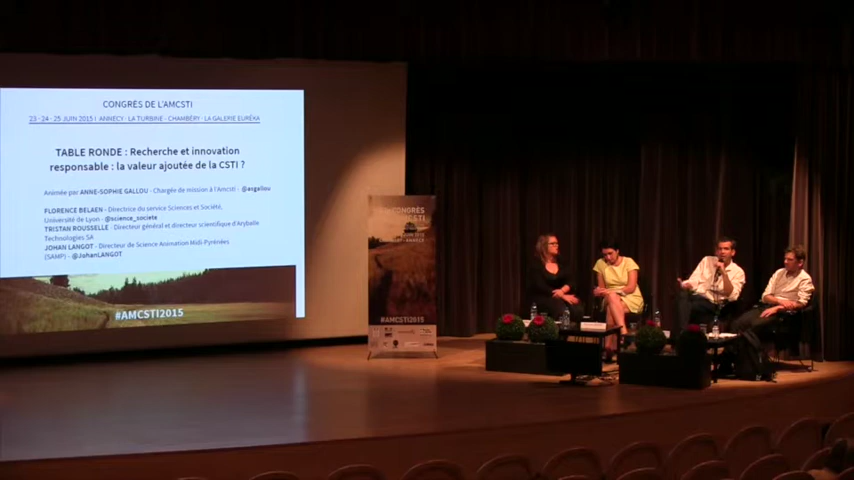 CONGRÈS DE L'AMCSTI
23 - 24 - 25 JUIN 2015 I ANNECY - LA TURBINE - CHAMBÉRY - LA GALERIE EURÊKA
TABLE RONDE : Recherche et innovation
responsable : la valeur ajoutée de la CSTI ?
Animée par ANNE-SOPHIE GALLOU - Chargée de mission à l'Amcsti - @asgallou
FLORENCE BELAEN - Directrice du service Sciences et Société,
Université de Lyon - @science_societe
TRISTAN ROUSSELLE - Directeur général et directeur scientifique d'Aryballe
Technologies SA
JOHAN LANGOT - Directeur de Science Animation Midi-Pyrénées
(SAMP) - @JohanLANGOT
#AMCSTI2015
CONGRÈS
#AMCSTI2015